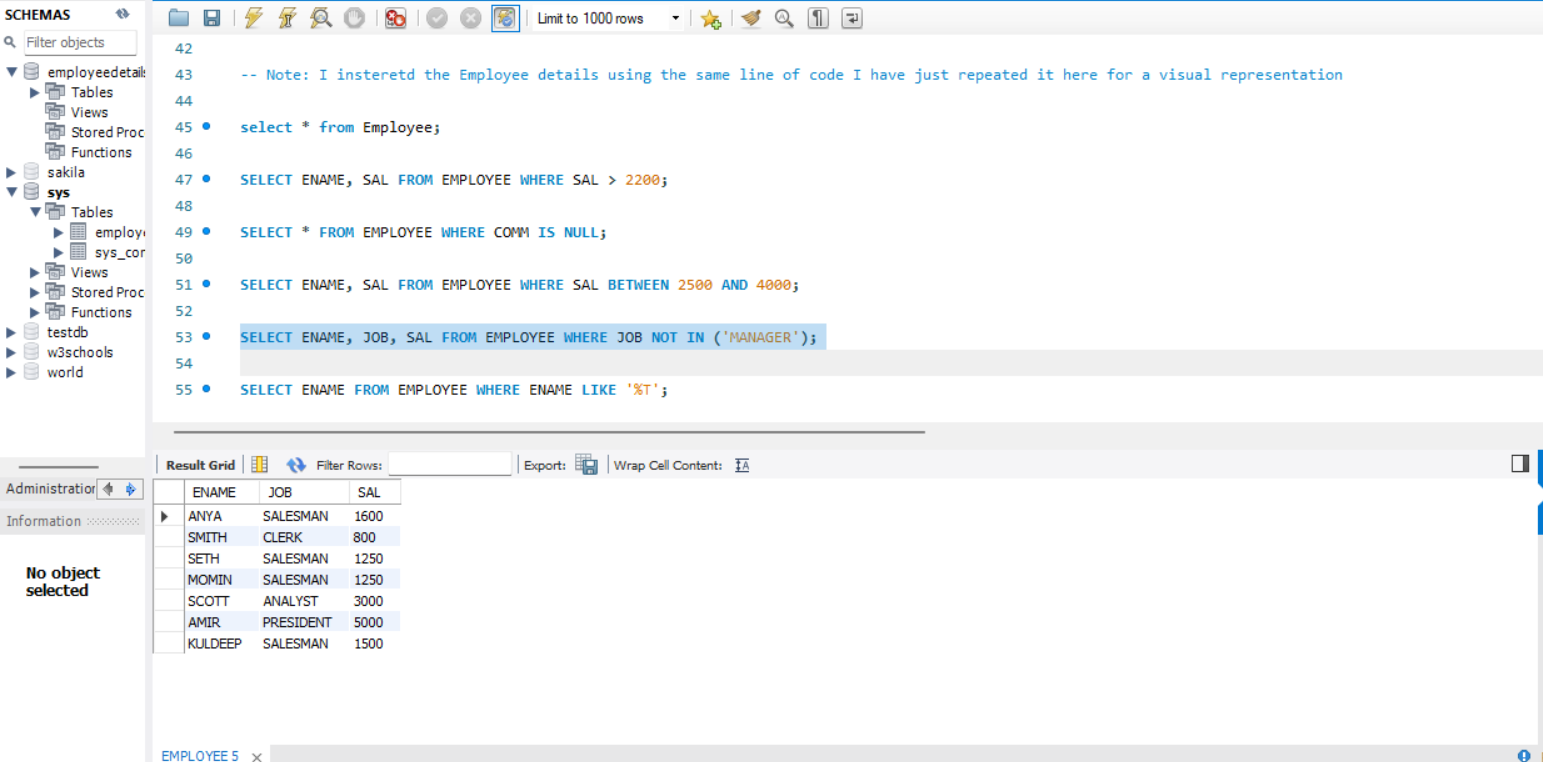 SCHEMAS
Filter objects
employeedetail
Tables
Views
Stored Proc
Functions
sakila
sys
Tables
employ
sys_cor
Views
Stored Proc
Functions
testdb
w3schools
world
Administration
Information
No object
selected
Limit to 1000 rows
42
43 -- Note: I insteretd the Employee details using the same line of code I have just repeated it here for a visual representation
44
45 select * from Employee;
46
47 SELECT ENAME, SAL FROM EMPLOYEE WHERE SAL > 2200;
48
49 SELECT * FROM EMPLOYEE WHERE COMM IS NULL;
50
51 SELECT ENAME, SAL FROM EMPLOYEE WHERE SAL BETWEEN 2500 AND 4000;
52
53 SELECT ENAME, JOB, SAL FROM EMPLOYEE WHERE JOB NOT IN ('MANAGER');
54
55 SELECT ENAME FROM EMPLOYEE WHERE ENAME LIKE '%T';
Result Grid Filter Rows: Export: Wrap Cell Content: IA
ENAME JOB SAL
ANYA SALESMAN 1600
SMITH CLERK 800
SETH SALESMAN 1250
MOMIN SALESMAN 1250
SCOTT ANALYST 3000
AMIR PRESIDENT 5000
KULDEEP SALESMAN 1500
EMPLOYEE 5